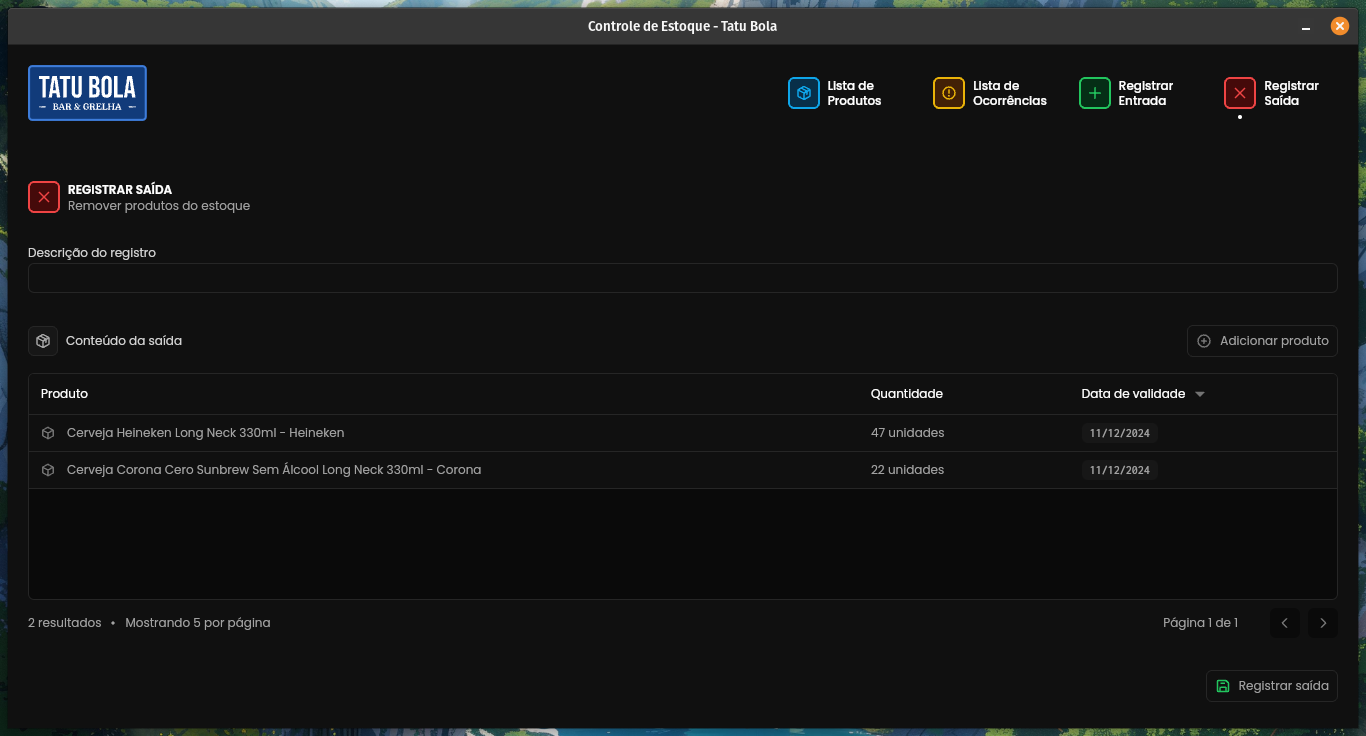 Controle de Estoque - Tatu Bola
TATU BOLA
BAR & GRELHA
Lista de
Produtos
Lista de
Ocorrências
Registrar
Entrada
Registrar
Saída
REGISTRAR SAÍDA
Remover produtos do estoque
Descrição do registro
Conteúdo da saída
Adicionar produto
Produto Quantidade Data de validade
Cerveja Heineken Long Neck 330ml - Heineken 47 unidades 11/12/2024
Cerveja Corona Cero Sunbrew Sem Álcool Long Neck 330ml - Corona 22 unidades 11/12/2024
2 resultados • Mostrando 5 por página
Página 1 de 1
Registrar saída